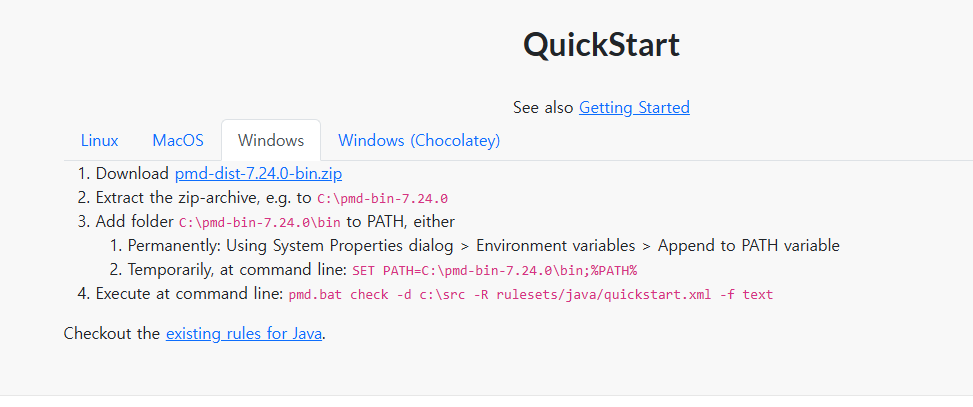 QuickStart
See also Getting Started
Linux MacOS Windows Windows (Chocolatey)
1. Download pmd-dist-7.24.0-bin.zip
2. Extract the zip-archive, e.g. to C:\pmd-bin-7.24.0
3. Add folder C:\pmd-bin-7.24.0\bin to PATH, either
1. Permanently: Using System Properties dialog > Environment variables > Append to PATH variable
2. Temporarily, at command line: SET PATH=C:\pmd-bin-7.24.0\bin;%PATH%
4. Execute at command line: pmd.bat check -d c:\src -R rulesets/java/quickstart.xml -f text
Checkout the existing rules for Java.